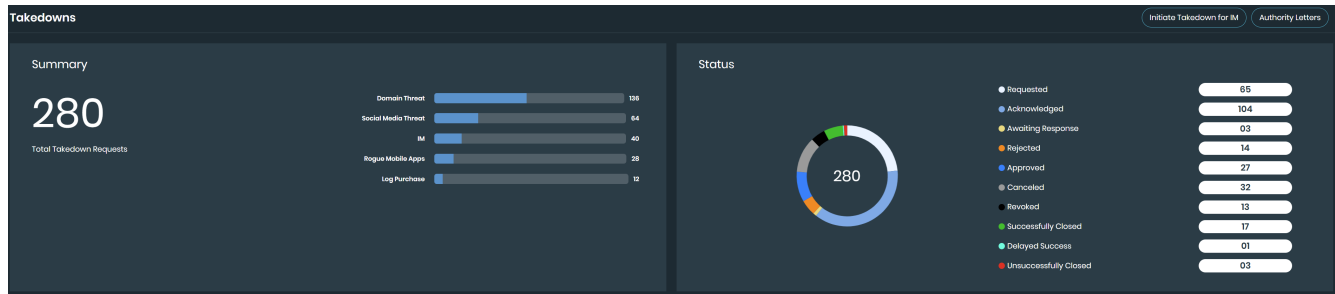 Takedowns
Initiate Takedown for IM
Authority Letters
Summary
280
Total Takedown Requests
Domain Threat 136
Social Media Threat 64
IM 40
Rogue Mobile Apps 28
Log Purchase 12
Status
280
Requested 65
Acknowledged 104
Awaiting Response 03
Rejected 14
Approved 27
Canceled 32
Revoked 13
Successfully Closed 17
Delayed Success 01
Unsuccessfully Closed 03